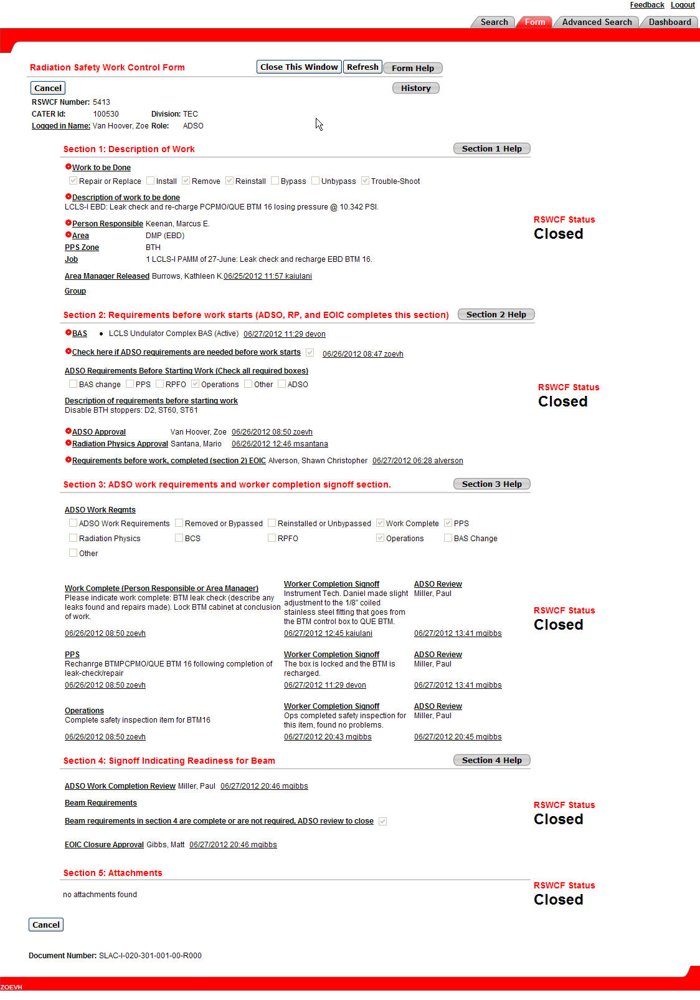 Feedback Logout
Search Form Advanced Search Dashboard
Radiation Safety Work Control Form Close This Window Refresh Form Help
Cancel History
RSWCF Number: 5413
CATER Id: 100530 Division: TEC
Logged in Name: Van Hoover, Zoe Role: ADSO
Section 1: Description of Work Section 1 Help
Work to be Done
Repair or Replace Install Remove Reinstall Bypass Unbypass Trouble-Shoot
Description of work to be done
LCLS-I EBD: Leak check and re-charge PCPMO/QUE BTM 16 losing pressure @ 10.342 PSI.
Person Responsible Keenan, Marcus E.
RSWCF Status
Closed
Area DMP (EBD)
PPS Zone BTH
Job 1 LCLS-I PAMM of 27-June: Leak check and recharge EBD BTM 16.
Area Manager Released Burrows, Kathleen K.06/25/2012 11:57 kaiulani
Group
Section 2: Requirements before work starts (ADSO, RP, and EOIC completes this section) Section 2 Help
BAS • LCLS Undulator Complex BAS (Active) 06/27/2012 11:29 devon
Check here if ADSO requirements are needed before work starts 06/26/2012 08:47 zoevh
ADSO Requirements Before Starting Work (Check all required boxes)
BAS change PPS RPFO Operations Other ADSO
RSWCF Status
Closed
Description of requirements before starting work
Disable BTH stoppers: D2, ST60, ST61
ADSO Approval Van Hoover, Zoe 06/26/2012 08:50 zoevh
Radiation Physics Approval Santana, Mario 06/26/2012 12:46 msantana
Requirements before work, completed (section 2) EOIC Alverson, Shawn Christopher 06/27/2012 06:28 alverson
Section 3: ADSO work requirements and worker completion signoff section. Section 3 Help
ADSO Work Reqmts
ADSO Work Requirements Removed or Bypassed Reinstalled or Unbypassed Work Complete PPS
Radiation Physics BCS RPFO Operations BAS Change
Other
Work Complete (Person Responsible or Area Manager)
Please indicate work complete: BTM leak check (describe any
leaks found and repairs made). Lock BTM cabinet at conclusion
of work.
06/26/2012 08:50 zoevh
Worker Completion Signoff
Instrument Tech. Daniel made slight
adjustment to the 1/8" coiled
stainless steel fitting that goes from
the BTM control box to QUE BTM.
06/27/2012 12:45 kaiulani
ADSO Review
Miller, Paul
06/27/2012 13:41 mgibbs
RSWCF Status
Closed
PPS
Rechanrge BTMPCPMO/QUE BTM 16 following completion of
leak-check/repair
06/26/2012 08:50 zoevh
Worker Completion Signoff
The box is locked and the BTM is
recharged.
06/27/2012 11:29 devon
ADSO Review
Miller, Paul
06/27/2012 13:41 mgibbs
Operations
Complete safety inspection item for BTM16
06/26/2012 08:50 zoevh
Worker Completion Signoff
Ops completed safety inspection for
this item, found no problems.
06/27/2012 20:43 mgibbs
ADSO Review
Miller, Paul
06/27/2012 20:45 mgibbs
Section 4: Signoff Indicating Readiness for Beam Section 4 Help
ADSO Work Completion Review Miller, Paul 06/27/2012 20:46 mgibbs
Beam Requirements
RSWCF Status
Closed
Beam requirements in section 4 are complete or are not required, ADSO review to close
EOIC Closure Approval Gibbs, Matt 06/27/2012 20:46 mgibbs
Section 5: Attachments
RSWCF Status
Closed
no attachments found
Cancel
Document Number: SLAC-I-020-301-001-00-R000
ZOEVH